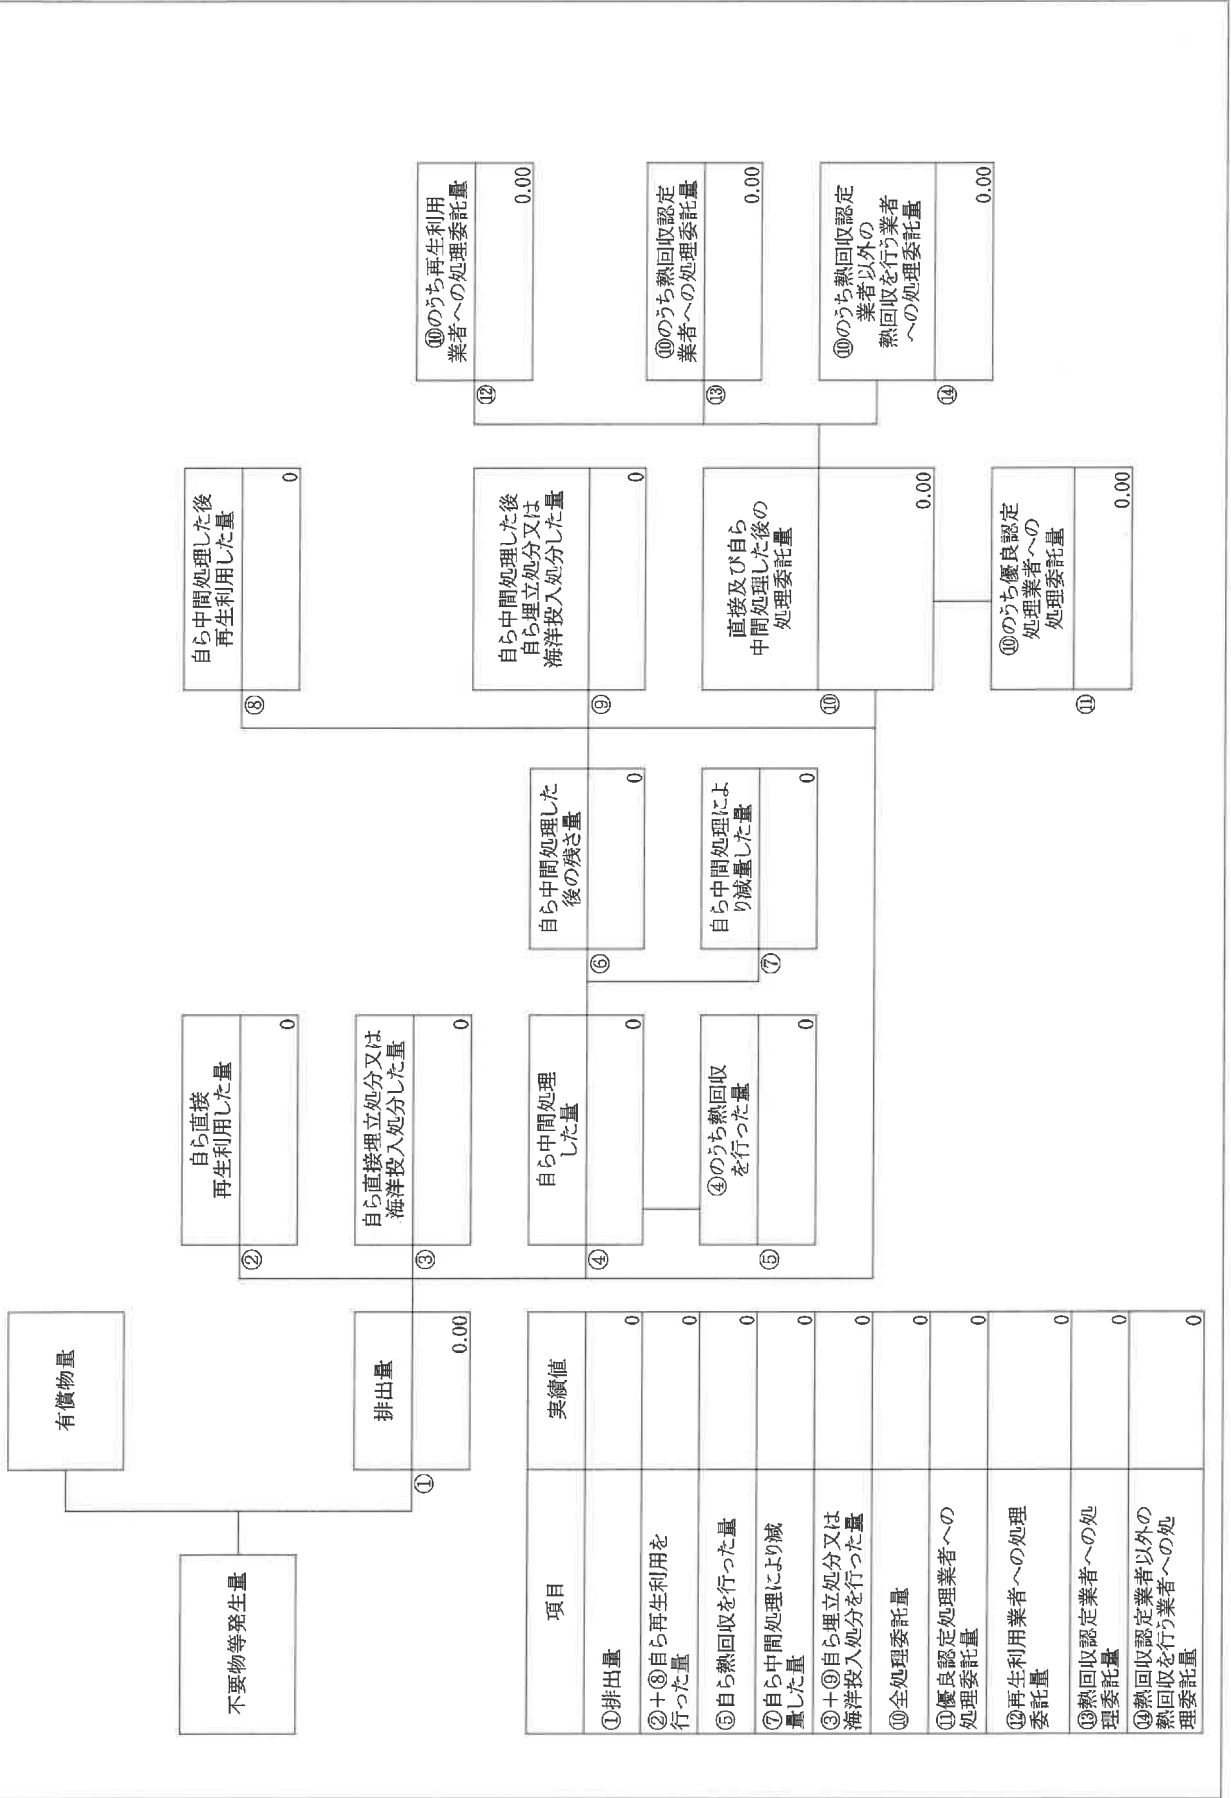 有償物量
不要物等発生量
排出量
①
0.00
自ら直接
再生利用した量
②
0
自ら直接埋立処分又は
海洋投入処分した量
③
0
自ら中間処理
した量
④
0
④のうち熱回収
を行った量
⑤
0
自ら中間処理した
後の残さ量
⑥
0
自ら中間処理によ
り減量した量
⑦
0
自ら中間処理した後
再生利用した量
⑧
0
自ら中間処理した後
自ら埋立処分又は
海洋投入処分した量
⑨
0
直接及び自ら
中間処理した後の
処理委託量
⑩
0.00
⑩のうち優良認定
処理業者への
処理委託量
⑪
0.00
⑩のうち再生利用
業者への処理委託量
⑫
0.00
⑩のうち熱回収認定
業者への処理委託量
⑬
0.00
⑩のうち熱回収認定
業者以外の
熱回収を行う業者
への処理委託量
⑭
0.00
項目 実績値
①排出量 0
②+⑧自ら再生利用を
行った量 0
⑤自ら熱回収を行った量 0
⑦自ら中間処理により減
量した量 0
③+⑨自ら埋立処分又は
海洋投入処分を行った量 0
⑩全処理委託量 0
⑪優良認定処理業者への
処理委託量 0
⑫再生利用業者への処理
委託量 0
⑬熱回収認定業者への処
理委託量 0
⑭熱回収認定業者以外の
熱回収を行う業者への処
理委託量 0